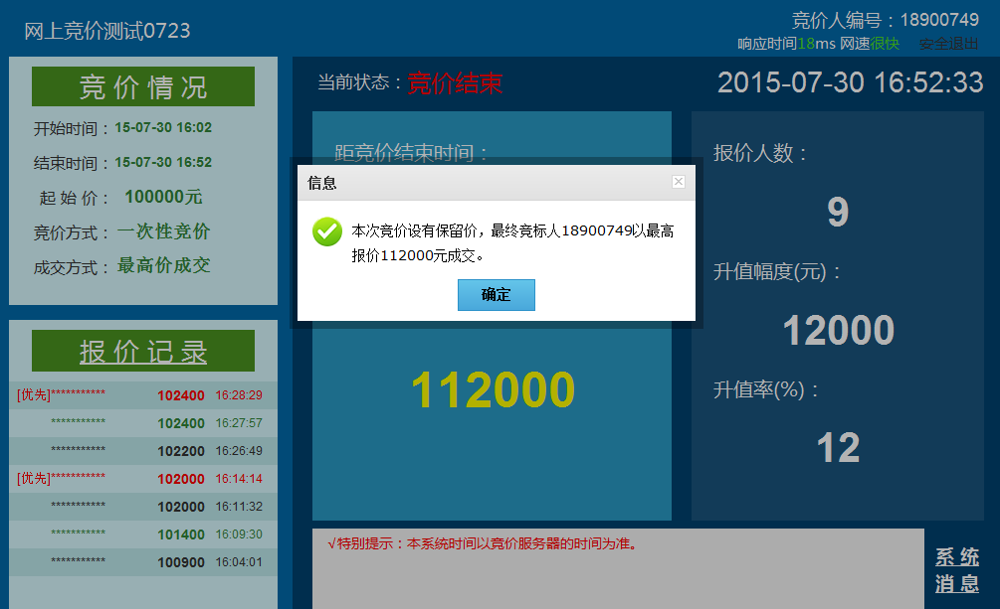 网上竞价测试0723
竞价人编号：18900749
响应时间18ms 网速很快 安全退出
竞 价 情 况
开始时间： 15-07-30 16:02
结束时间： 15-07-30 16:52
起 始 价： 100000元
竞价方式： 一次性竞价
成交方式： 最高价成交
报 价 记 录
[优先]*********** 102400 16:28:29
*********** 102400 16:27:57
*********** 102200 16:26:49
[优先]*********** 102000 16:14:14
*********** 102000 16:11:32
*********** 101400 16:09:30
*********** 100900 16:04:01
当前状态：竞价结束
2015-07-30 16:52:33
距竞价结束时间：
信息
本次竞价设有保留价，最终竞标人18900749以最高
报价112000元成交。
确定
112000
报价人数：
9
升值幅度(元)：
12000
升值率(%)：
12
√特别提示：本系统时间以竞价服务器的时间为准。
系 统
消 息